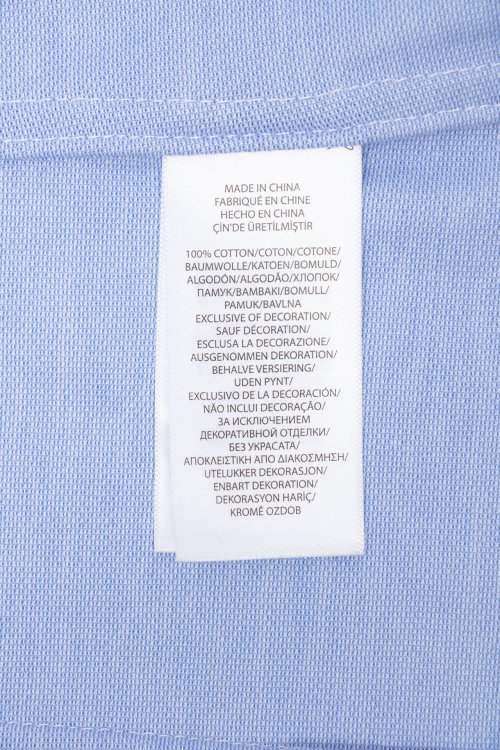 MADE IN CHINA
FABRIQUÉ EN CHINE
HECHO EN CHINA
ÇİN'DE ÜRETİLMİŞTİR
100% COTTON/COTON/COTONE/
BAUMWOLLE/KATOEN/BOMULD/
ALGODÓN/ALGODÃO/ХЛОПОК/
ПАМУК/BAMBAKI/BOMULL/
PAMUK/BAVLNA
EXCLUSIVE OF DECORATION/
SAUF DÉCORATION/
ESCLUSA LA DECORAZIONE/
AUSGENOMMEN DEKORATION/
BEHALVE VERSIERING/
UDEN PYNT/
EXCLUSIVO DE LA DECORACIÓN/
NÃO INCLUI DECORAÇÃO/
ЗА ИСКЛЮЧЕНИЕМ
ДЕКОРАТИВНОЙ ОТДЕЛКИ/
БЕЗ УКРАСАТА/
ΑΠΟΚΛΕΙΣΤΙΚΗ ΑΠΟ ΔΙΑΚΟΣΜΗΣΗ/
UTELUKKER DEKORASJON/
ENBART DEKORATION/
DEKORASYON HARİÇ/
KROMĚ OZDOB